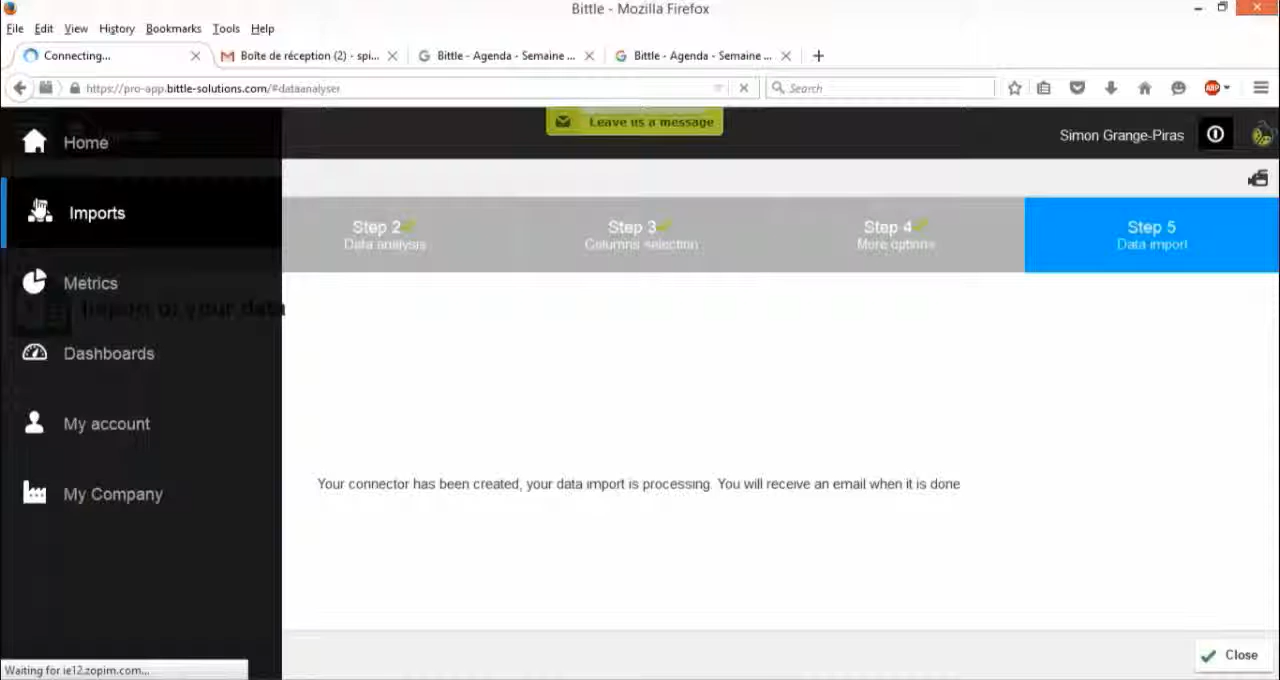 Bittle - Mozilla Firefox
File Edit View History Bookmarks Tools Help
Connecting... Boîte de réception (2) - spi... Bittle - Agenda - Semaine ... Bittle - Agenda - Semaine ...
https://pro-app.bittle-solutions.com/#dataanalyser Search
Leave us a message
Home
Simon Grange-Piras
Imports
Step 2 Step 3 Step 4 Step 5
Data analysis Columns selection More options Data import
Metrics
Import of your data
Dashboards
My account
Your connector has been created, your data import is processing. You will receive an email when it is done
My Company
Close
Waiting for ie12.zopim.com...